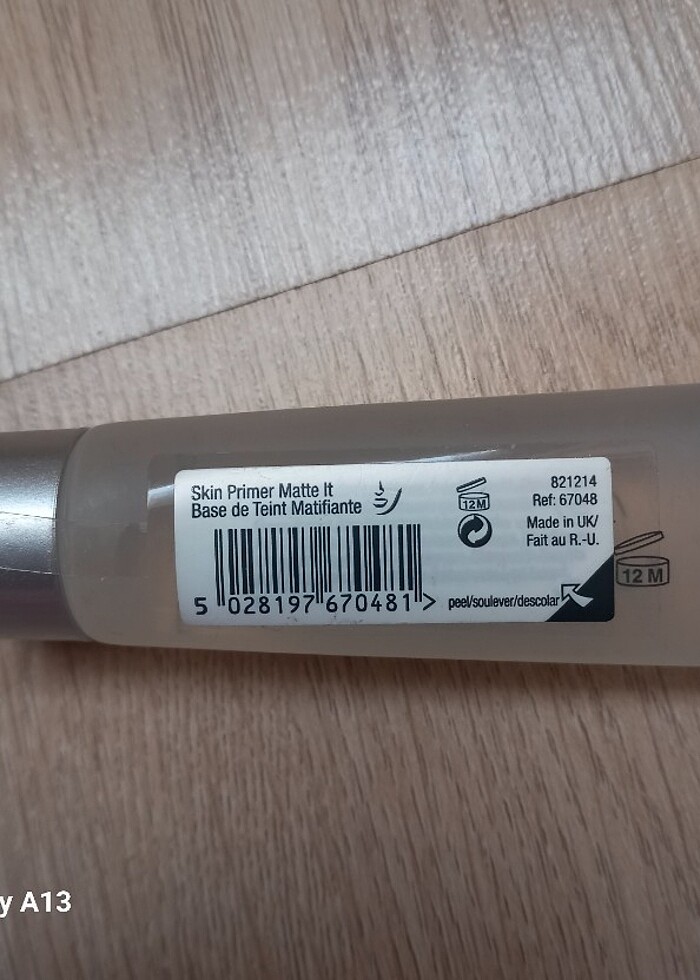 Skin Primer Matte It
Base de Teint Matifiante
12M
821214
Ref: 67048
Made in UK/
Fait au R.-U.
5 028197 670481 >
peel/soulever/descolar
12 M
y A13